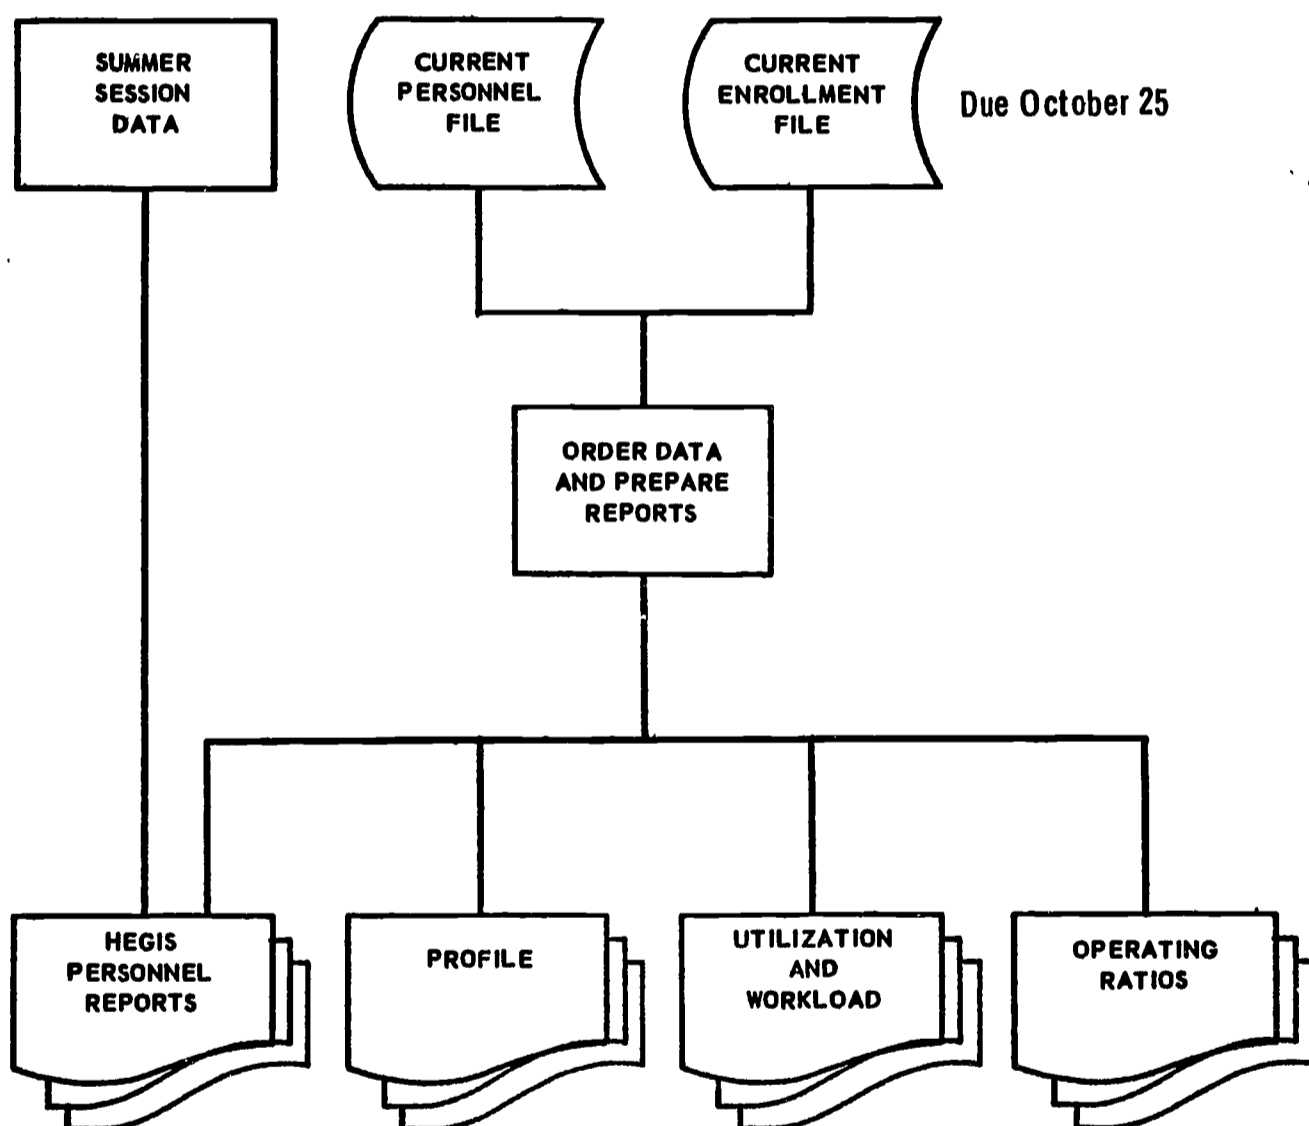 SUMMER
SESSION
DATA
CURRENT
PERSONNEL
FILE
CURRENT
ENROLLMENT
FILE
Due October 25
ORDER DATA
AND PREPARE
REPORTS
HEGIS
PERSONNEL
REPORTS
PROFILE
UTILIZATION
AND
WORKLOAD
OPERATING
RATIOS